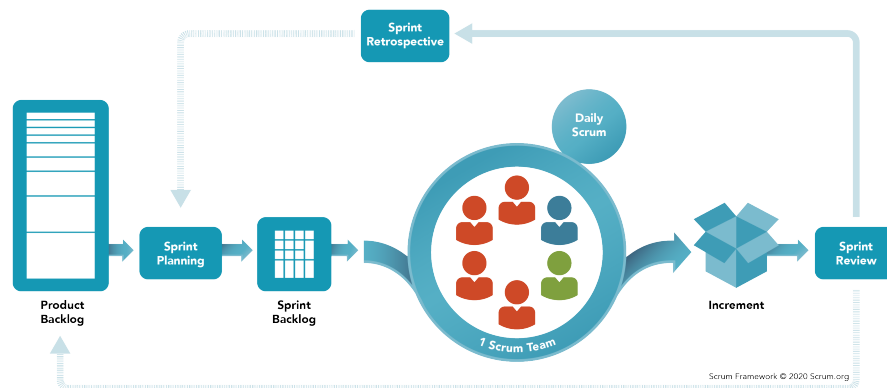 Sprint
Retrospective
Daily
Scrum
Sprint
Planning
Sprint
Review
Product
Backlog
Sprint
Backlog
Increment
1 Scrum Team
Scrum Framework © 2020 Scrum.org